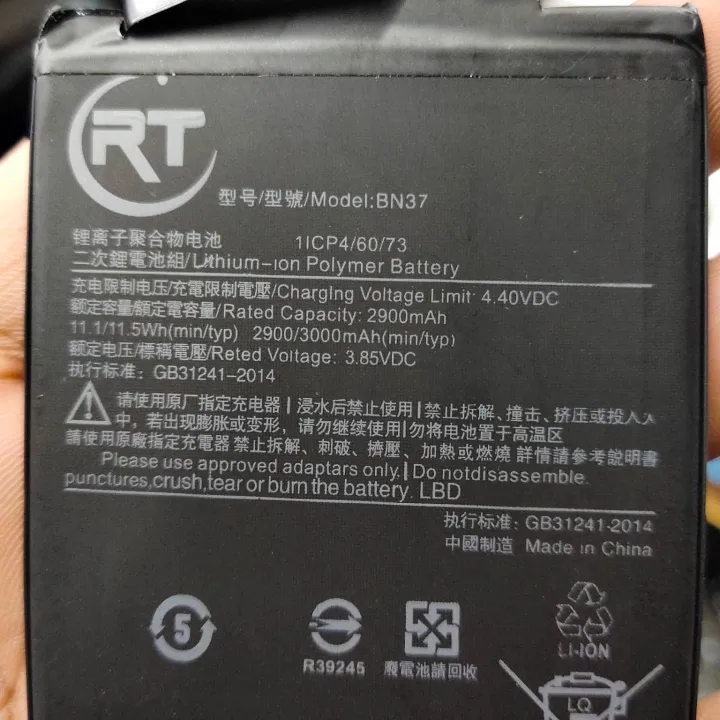 RT
型号/型號/Model:BN37
锂离子聚合物电池 1ICP4/60/73
二次鋰電池組/Lithium-ion Polymer Battery
充电限制电压/充電限制電壓/Charging Voltage Limit: 4.40VDC
额定容量/額定電容量/Rated Capacity: 2900mAh
11.1/11.5Wh(min/typ) 2900/3000mAh(min/typ)
额定电压/標稱電壓/Reted Voltage: 3.85VDC
执行标准: GB31241-2014
请使用原厂指定充电器|浸水后禁止使用|禁止拆解、撞击、挤压或投入火
中，若出现膨胀或变形，请勿继续使用|勿将电池置于高温区
請使用原廠指定充電器 禁止拆解、刺破、擠壓、加熱或燃燒 詳情請參考說明書
Please use approved adaptars only.| Do notdisassemble.
punctures,crush,tear or burn the battery. LBD
执行标准: GB31241-2014
中國制造 Made in China
5
R39245
廢電池請回收
LI-ION
LQ